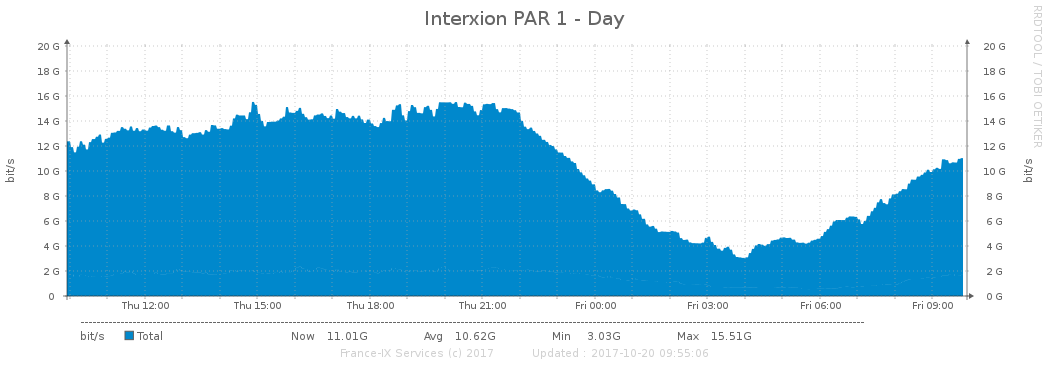 Interxion PAR 1 - Day
RRDTOOL / TOBI OETIKER
bit/s
20 G 20 G
18 G 18 G
16 G 16 G
14 G 14 G
12 G 12 G
10 G 10 G
8 G 8 G
6 G 6 G
4 G 4 G
2 G 2 G
0 0 G
bit/s
Thu 12:00 Thu 15:00 Thu 18:00 Thu 21:00 Fri 00:00 Fri 03:00 Fri 06:00 Fri 09:00
bit/s Total Now 11.01G Avg 10.62G Min 3.03G Max 15.51G
France-IX Services (c) 2017 Updated : 2017-10-20 09:55:06